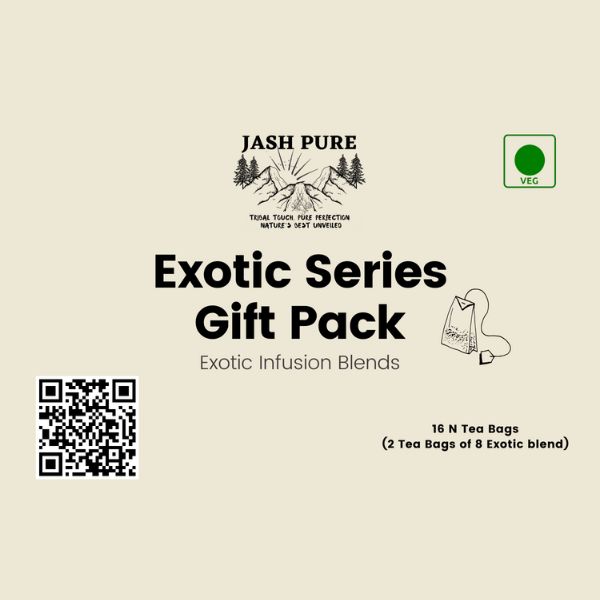 JASH PURE
TRIBAL TOUCH, PURE PERFECTION
NATURE'S BEST UNVEILED
VEG
Exotic Series
Gift Pack
Exotic Infusion Blends
16 N Tea Bags
(2 Tea Bags of 8 Exotic blend)